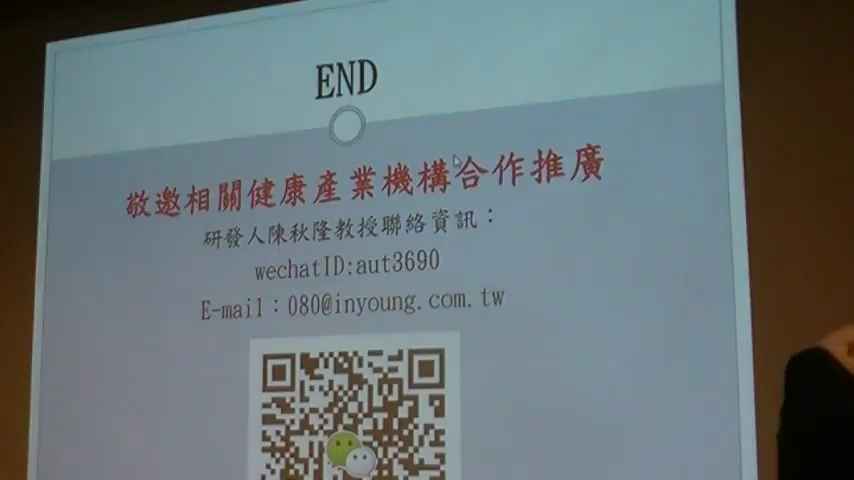 END
敬邀相關健康產業機構合作推廣
研發人陳秋隆教授聯絡資訊：
wechatID:aut3690
E-mail：080@inyoung.com.tw